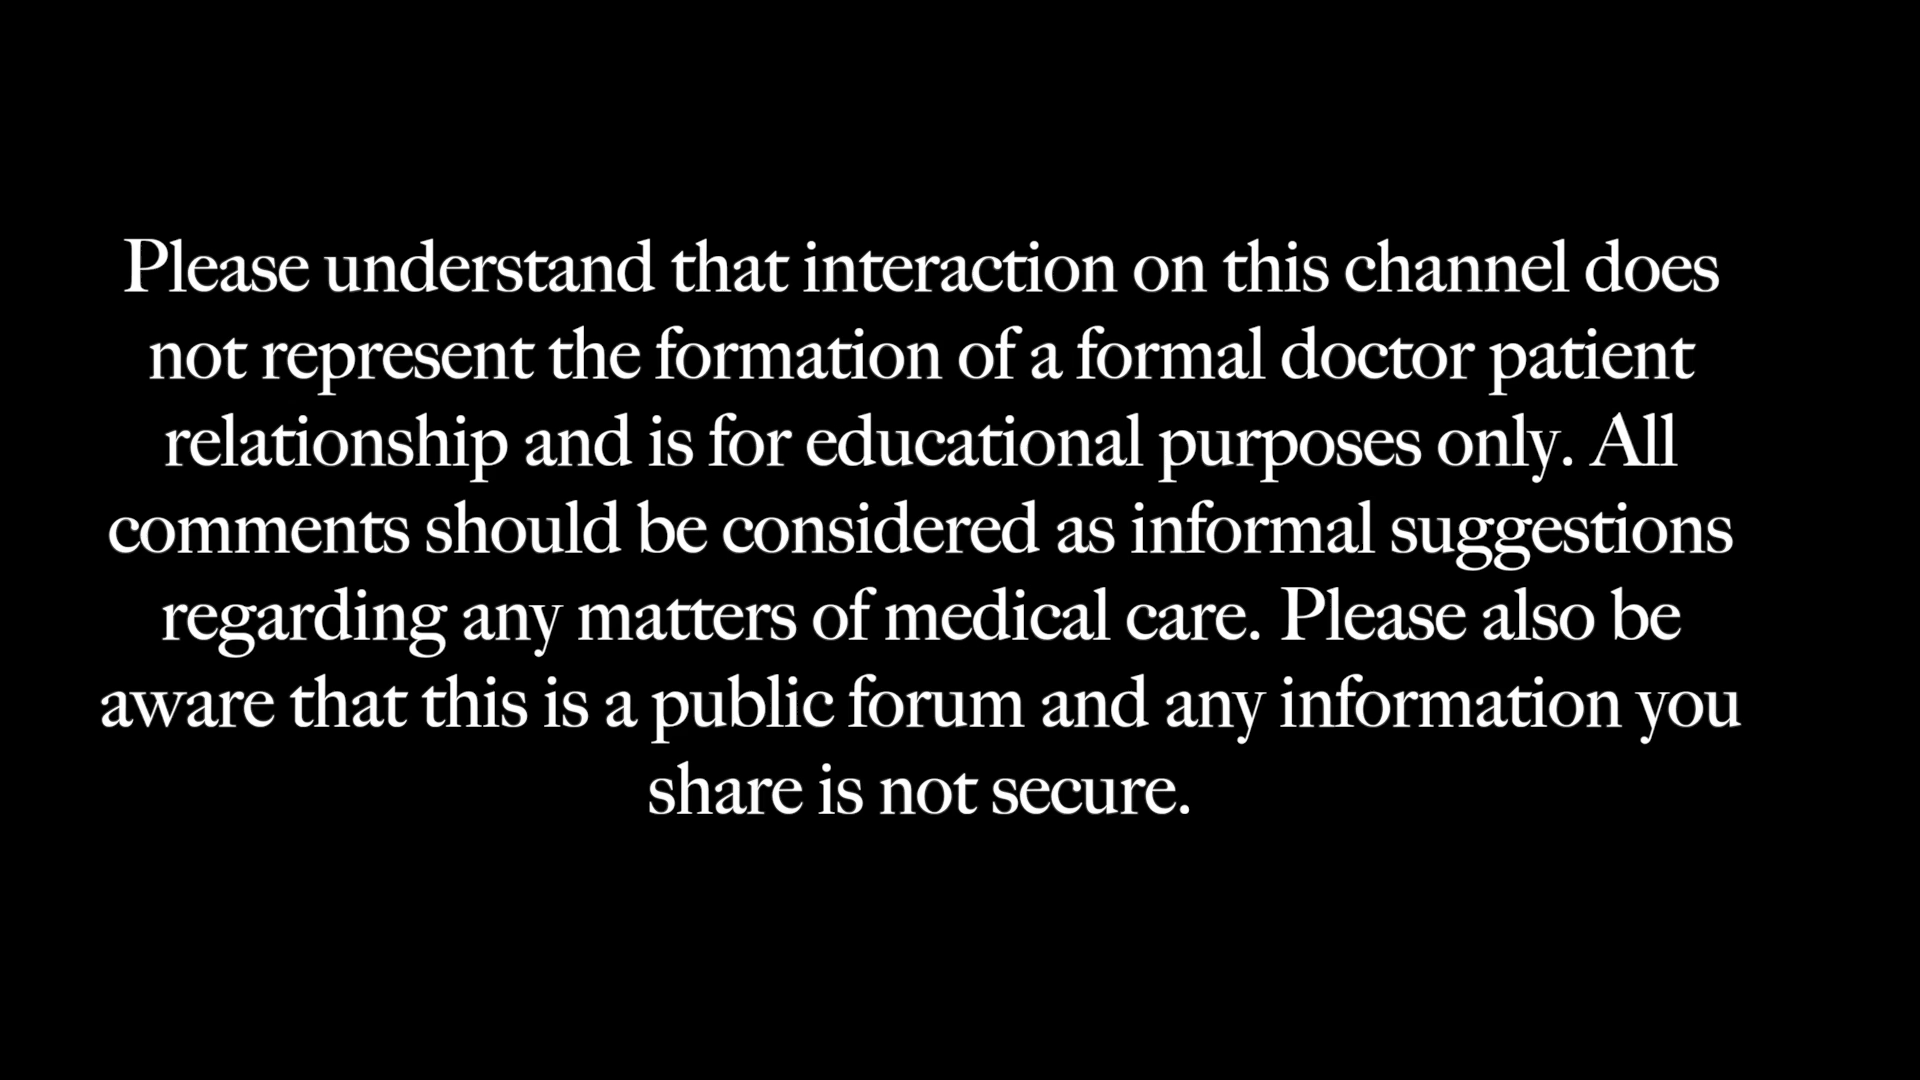 Please understand that interaction on this channel does
not represent the formation of a formal doctor patient
relationship and is for educational purposes only. All
comments should be considered as informal suggestions
regarding any matters of medical care. Please also be
aware that this is a public forum and any information you
share is not secure.